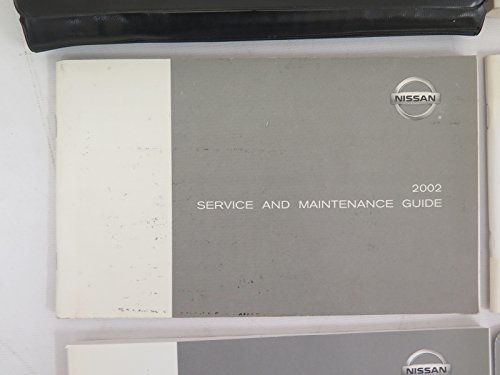 NISSAN
2002
SERVICE AND MAINTENANCE GUIDE
NISSAN